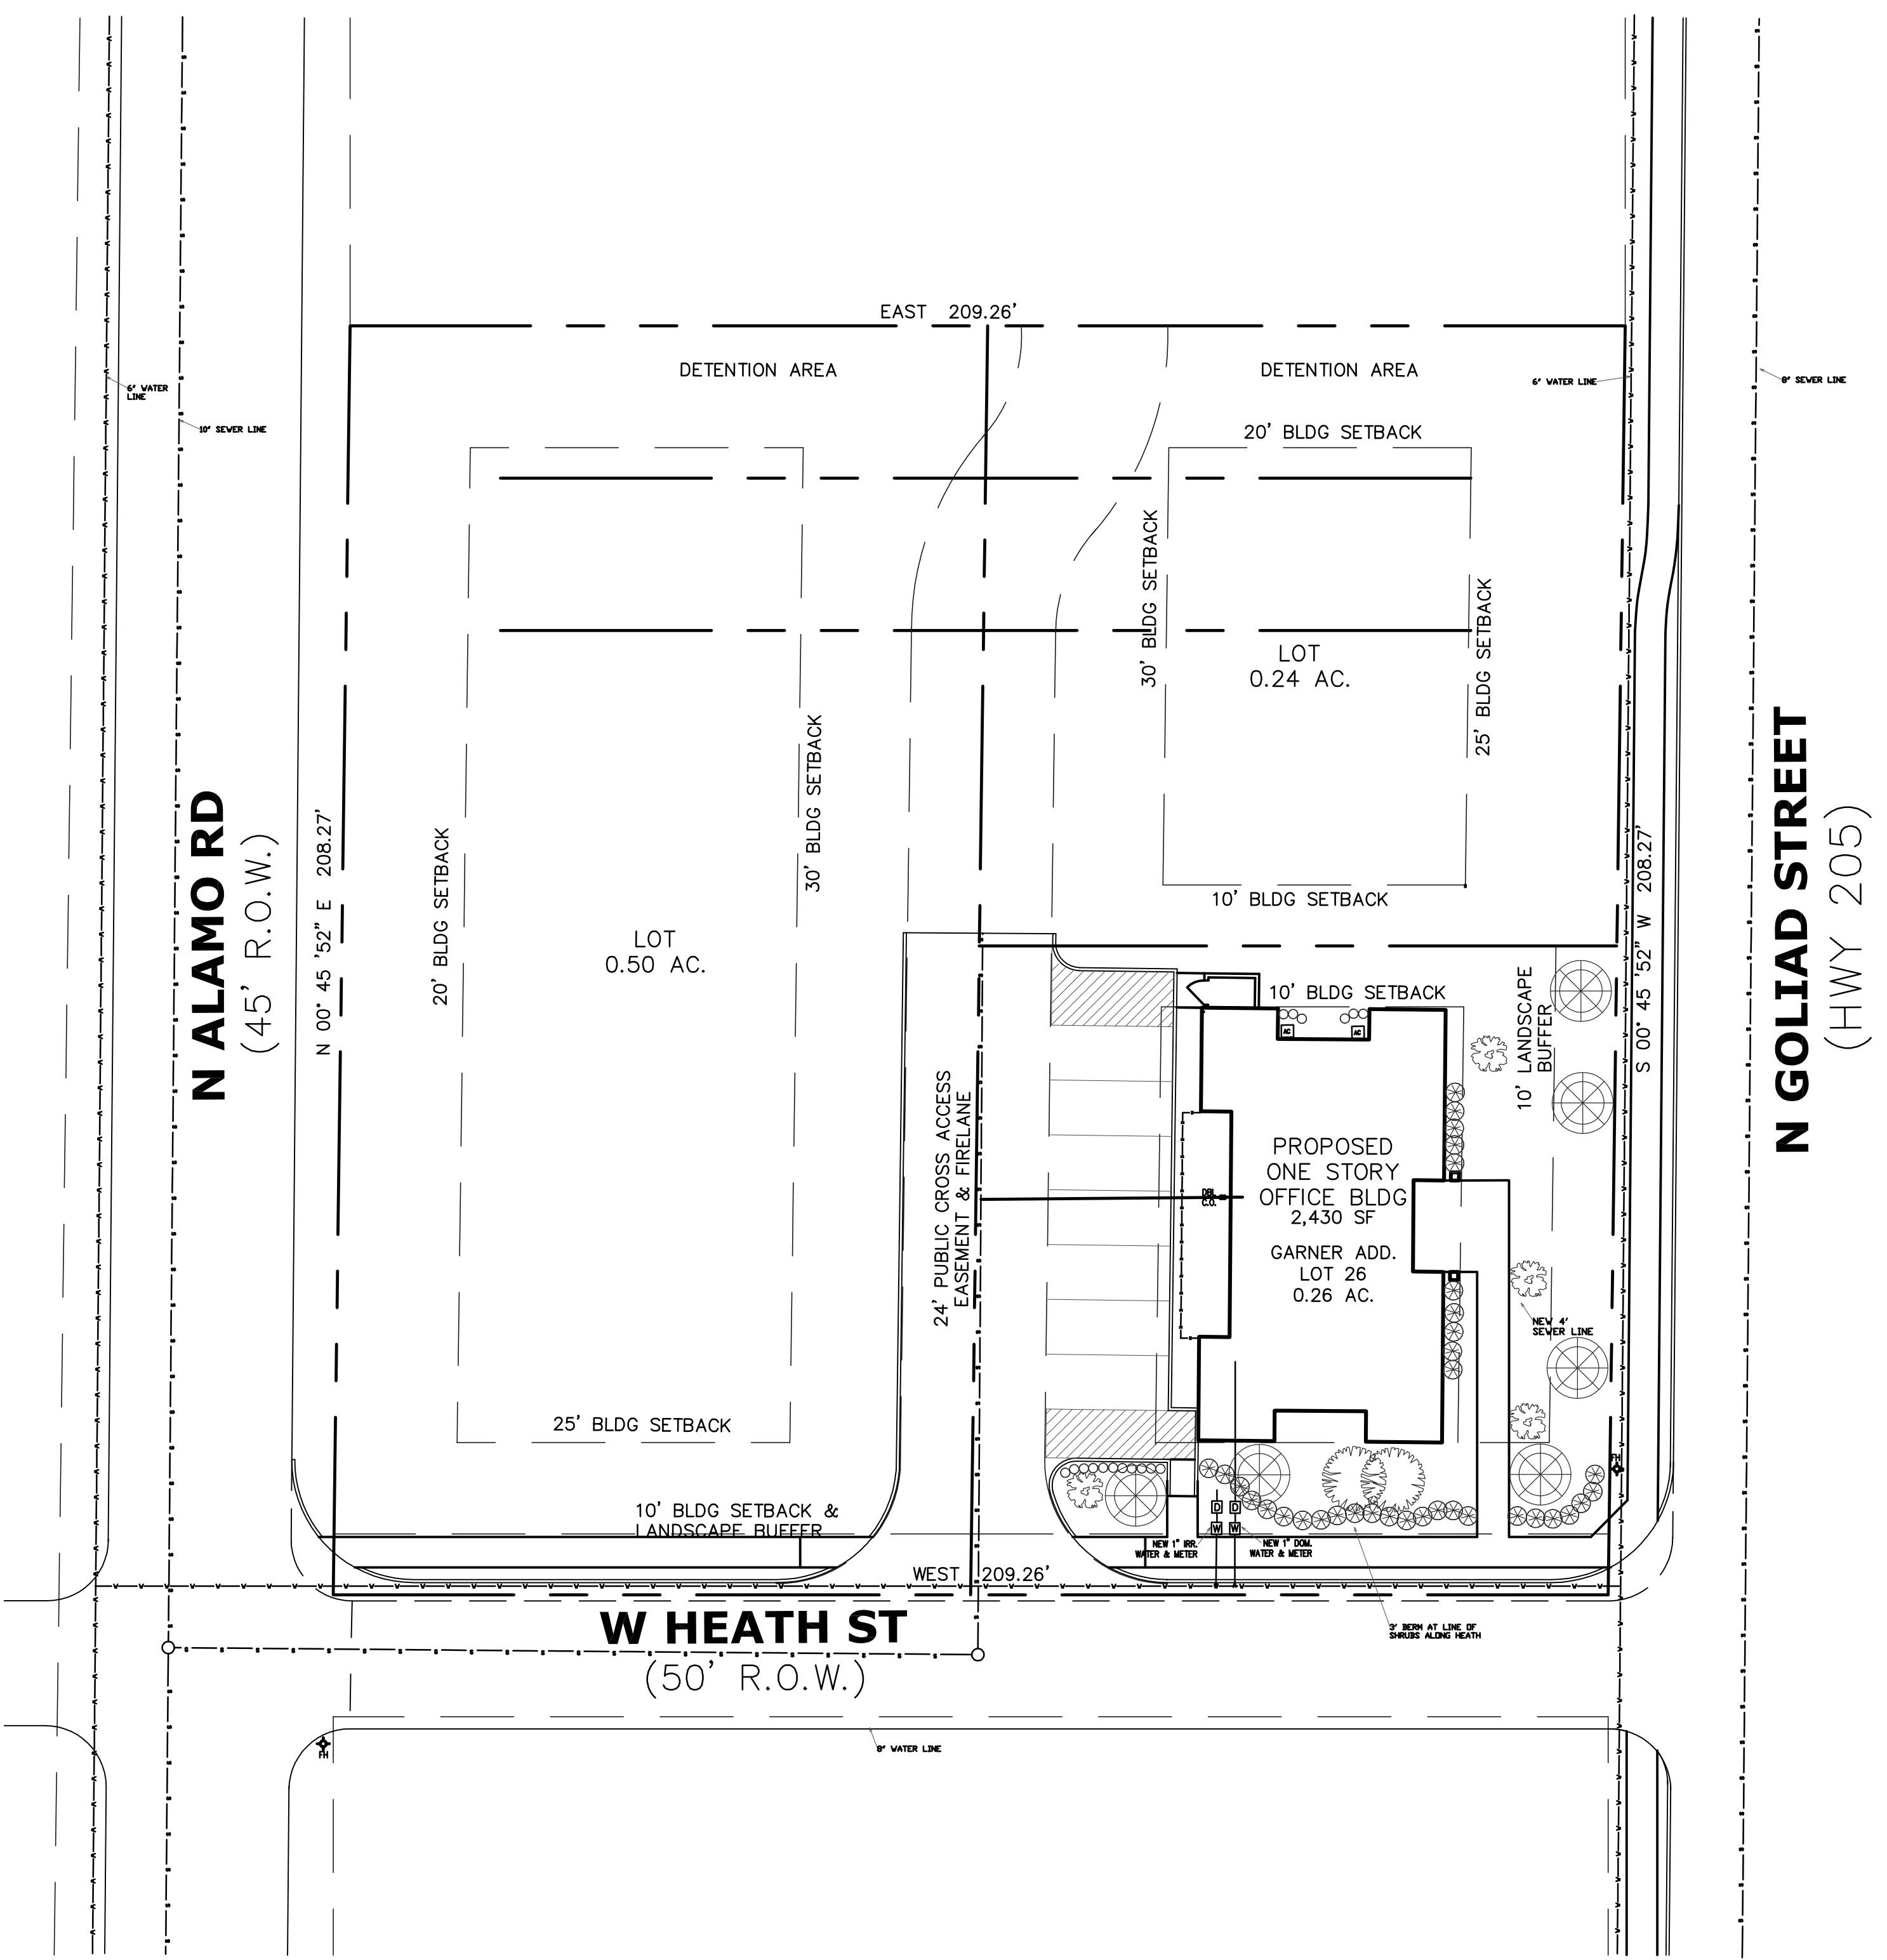 EAST 209.26'
DETENTION AREA
DETENTION AREA
6" WATER
LINE
10" SEWER LINE
6" WATER LINE
8" SEWER LINE
20' BLDG SETBACK
30' BLDG SETBACK
25' BLDG SETBACK
LOT
0.24 AC.
10' BLDG SETBACK
N ALAMO RD
(45' R.O.W.)
N 00° 45 '52" E 208.27'
20' BLDG SETBACK
30' BLDG SETBACK
LOT
0.50 AC.
25' BLDG SETBACK
N GOLIAD STREET
(HWY 205)
S 00° 45 '52" W 208.27'
10' LANDSCAPE
BUFFER
10' BLDG SETBACK
AC
AC
24' PUBLIC CROSS ACCESS
EASEMENT & FIRELANE
DBL
C.O.
PROPOSED
ONE STORY
OFFICE BLDG
2,430 SF
GARNER ADD.
LOT 26
0.26 AC.
NEW 4'
SEWER LINE
FH
10' BLDG SETBACK &
LANDSCAPE BUFFER
D
D
W
W
NEW 1" IRR.
WATER & METER
NEW 1" DOM.
WATER & METER
WEST 209.26'
W HEATH ST
(50' R.O.W.)
3' BERM AT LINE OF
SHRUBS ALONG HEATH
8" WATER LINE
FH